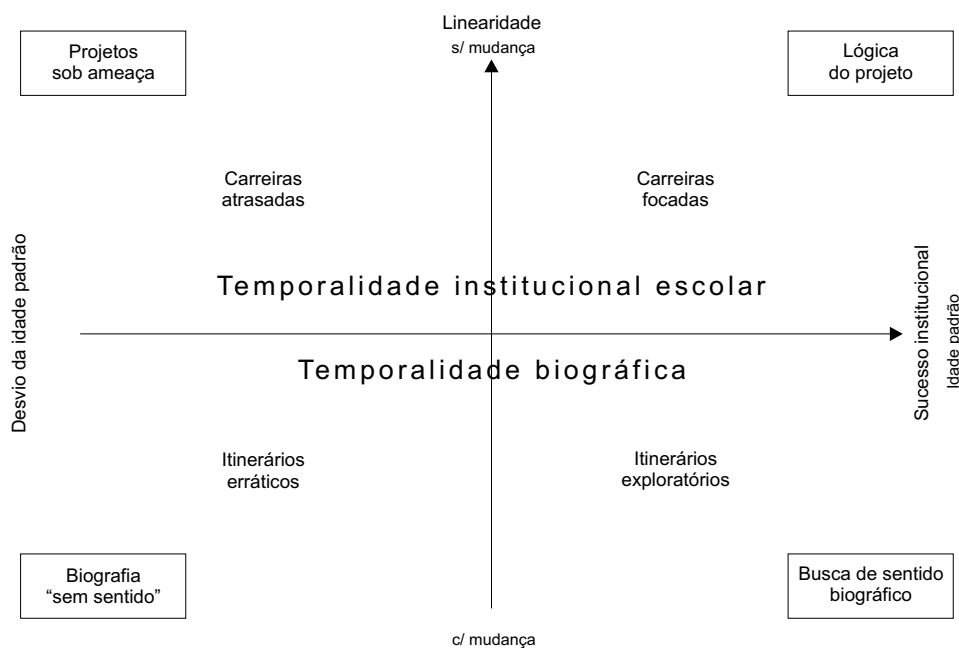 Linearidade
s/ mudança
Projetos
sob ameaça
Lógica
do projeto
Carreiras
atrasadas
Carreiras
focadas
Desvio da idade padrão
Temporalidade institucional escolar
Temporalidade biográfica
Sucesso institucional
Idade padrão
Itinerários
erráticos
Itinerários
exploratórios
Biografia
“sem sentido”
Busca de sentido
biográfico
c/ mudança